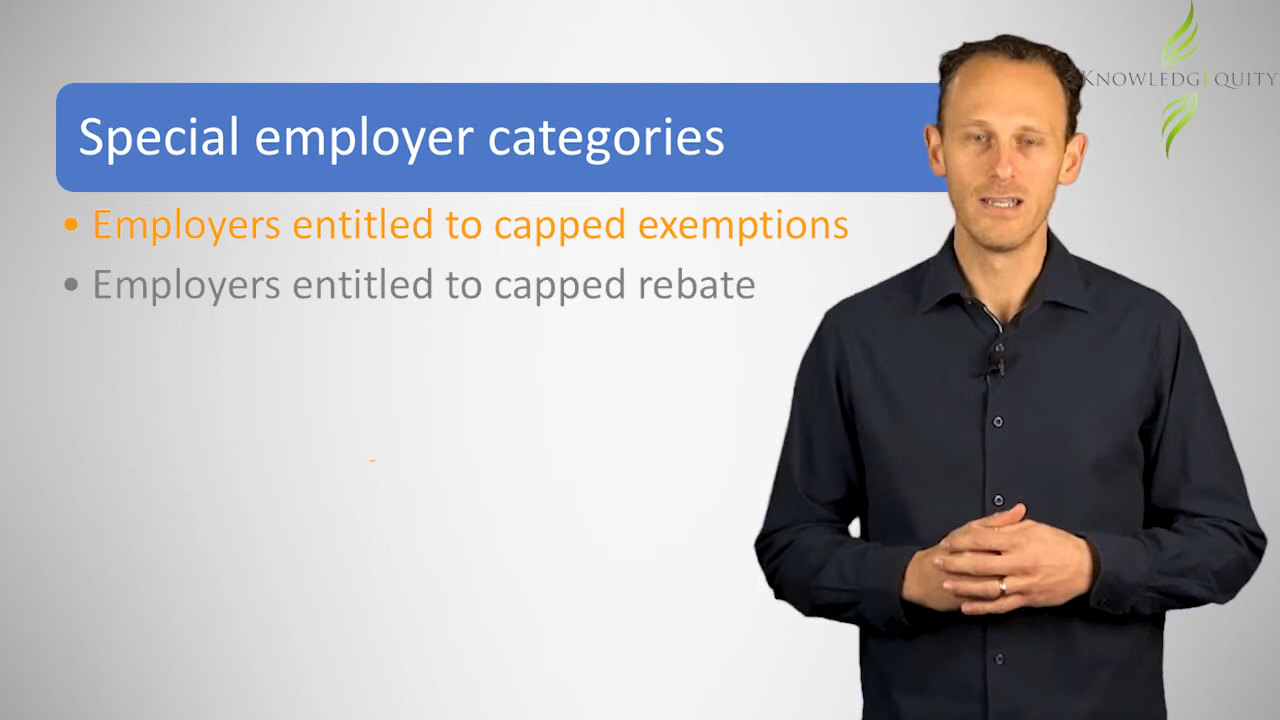 KNOWLEDGEQUITY
Special employer categories
• Employers entitled to capped exemptions
• Employers entitled to capped rebate